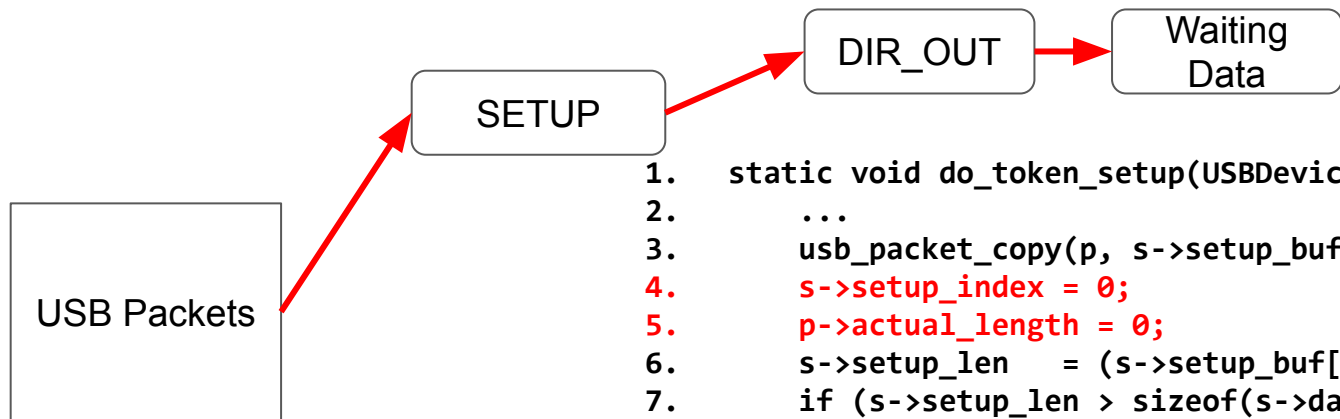 DIR_OUT
Waiting
Data
SETUP
USB Packets
1. static void do_token_setup(USBDevic
2. ...
3. usb_packet_copy(p, s->setup_buf
4. s->setup_index = 0;
5. p->actual_length = 0;
6. s->setup_len = (s->setup_buf[
7. if (s->setup_len > sizeof(s->da